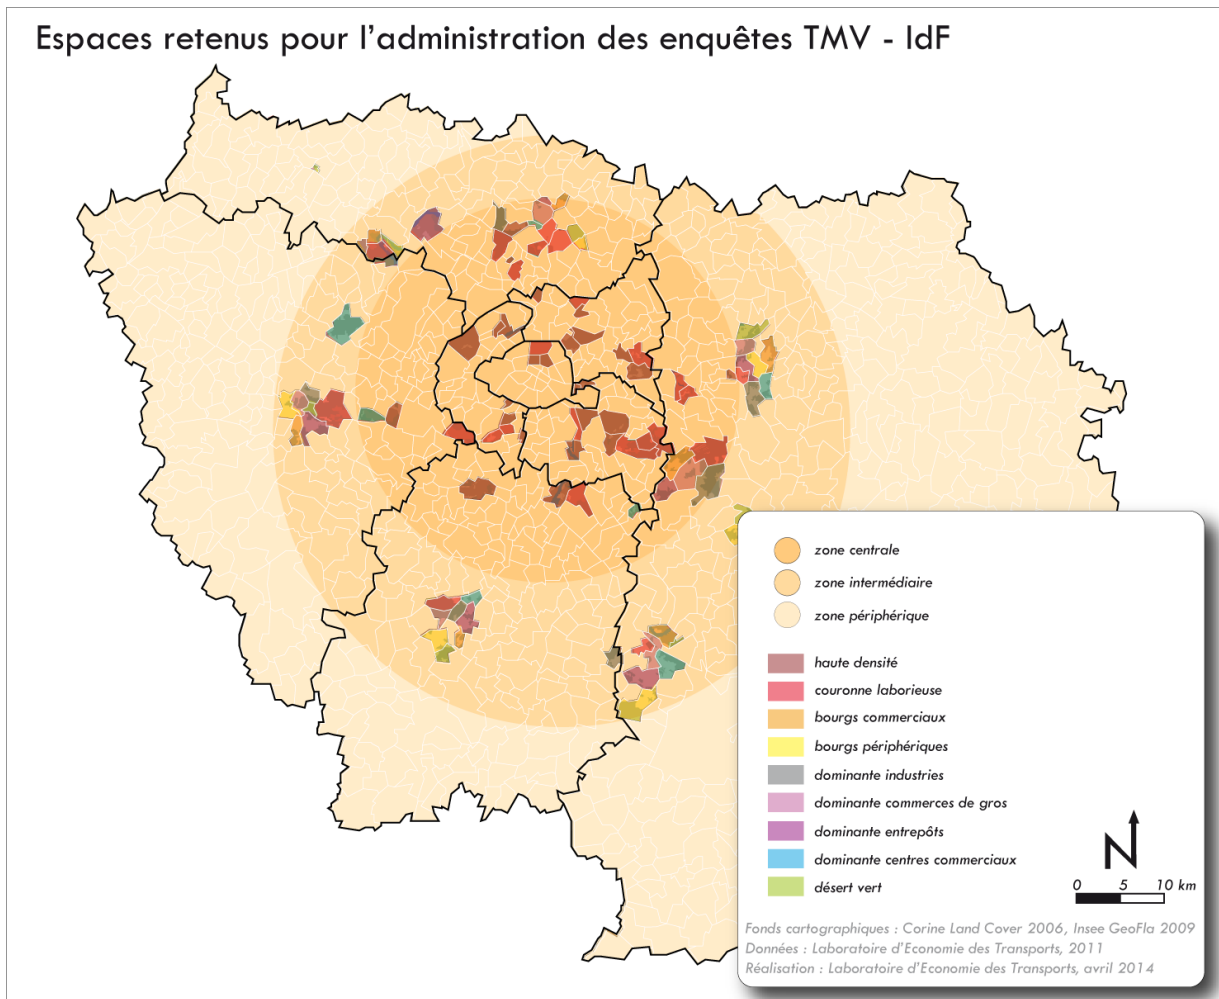 Espaces retenus pour l'administration des enquêtes TMV - IdF
zone centrale
zone intermédiaire
zone périphérique
haute densité
couronne laborieuse
bourgs commerciaux
bourgs périphériques
dominante industries
dominante commerces de gros
dominante entrepôts
dominante centres commerciaux
désert vert
N
0 5 10 km
Fonds cartographiques : Corine Land Cover 2006, Insee GeoFla 2009
Données : Laboratoire d'Economie des Transports, 2011
Réalisation : Laboratoire d'Economie des Transports, avril 2014